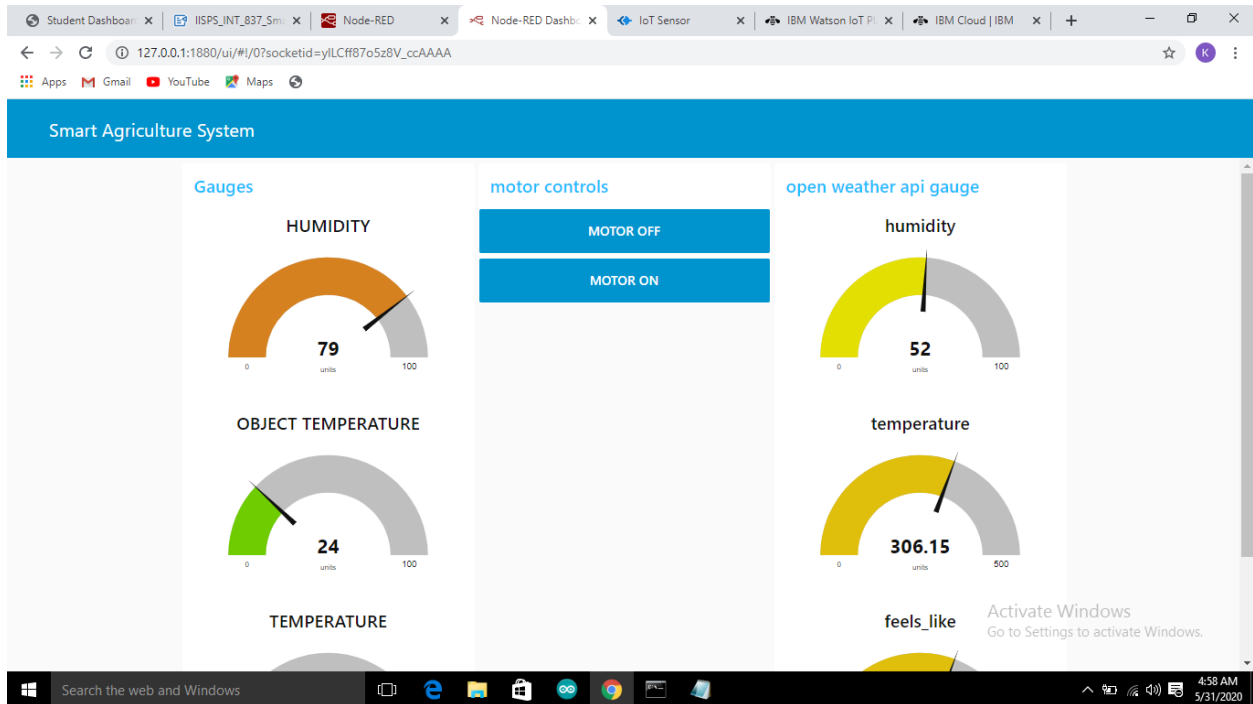 Student Dashboar
IISPS_INT_837_Sm
Node-RED
Node-RED Dashbo
IoT Sensor
IBM Watson IoT Pl
IBM Cloud | IBM
127.0.0.1:1880/ui/#!/0?socketid=yILCff87o5z8V_ccAAAA
K
Apps
Gmail
YouTube
Maps
Smart Agriculture System
Gauges
HUMIDITY
79
units
0
100
OBJECT TEMPERATURE
24
units
0
100
TEMPERATURE
motor controls
MOTOR OFF
MOTOR ON
open weather api gauge
humidity
52
units
0
100
temperature
306.15
units
0
500
feels_like
Activate Windows
Go to Settings to activate Windows.
Search the web and Windows
4:58 AM
5/31/2020